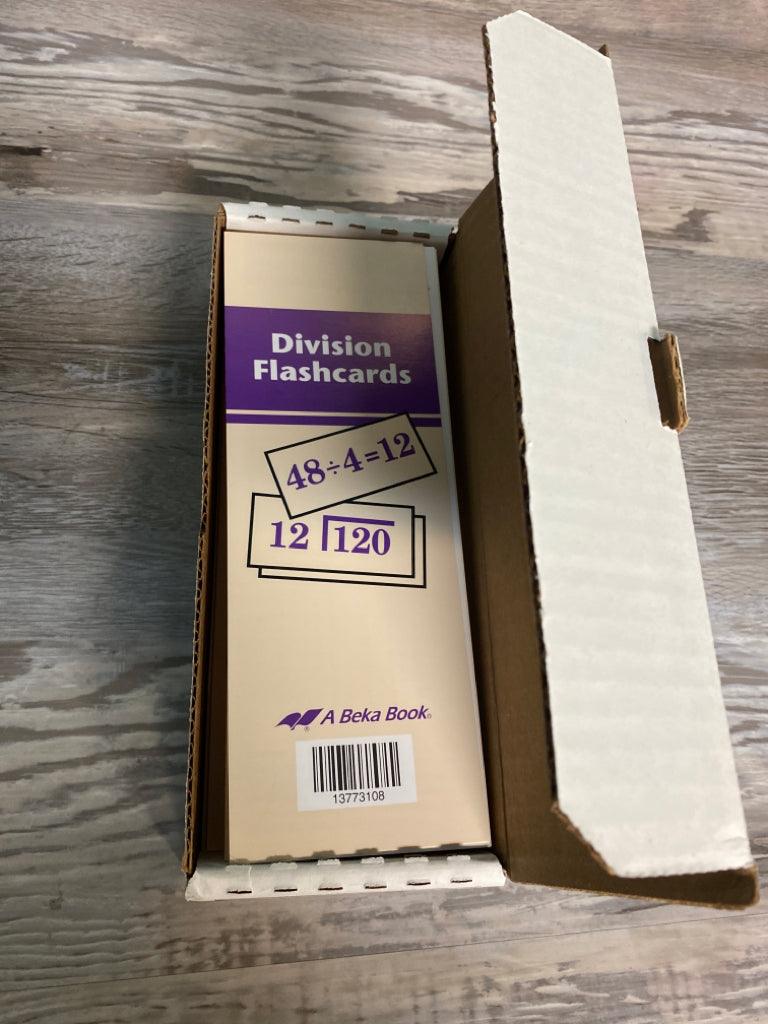 Division
Flashcards
48÷4=12
12 120
A Beka Book®
®
13773108